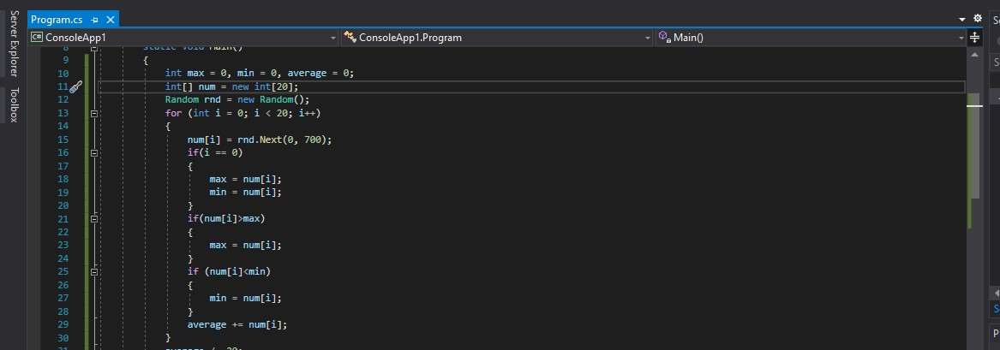 Server Explorer
Toolbox
Program.cs
ConsoleApp1
ConsoleApp1.Program
Main()
8 static void Main()
9 {
10 int max = 0, min = 0, average = 0;
11 int[] num = new int[20];
12 Random rnd = new Random();
13 for (int i = 0; i < 20; i++)
14 {
15 num[i] = rnd.Next(0, 700);
16 if(i == 0)
17 {
18 max = num[i];
19 min = num[i];
20 }
21 if(num[i]>max)
22 {
23 max = num[i];
24 }
25 if (num[i]<min)
26 {
27 min = num[i];
28 }
29 average += num[i];
30 }